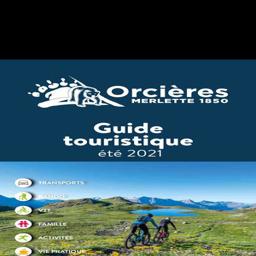 Orcières
MERLETTE 1850
Guide
touristique
été 2021
TRANSPORTS
VTT
FAMILLE
ACTIVITÉS
VIE PRATIQUE